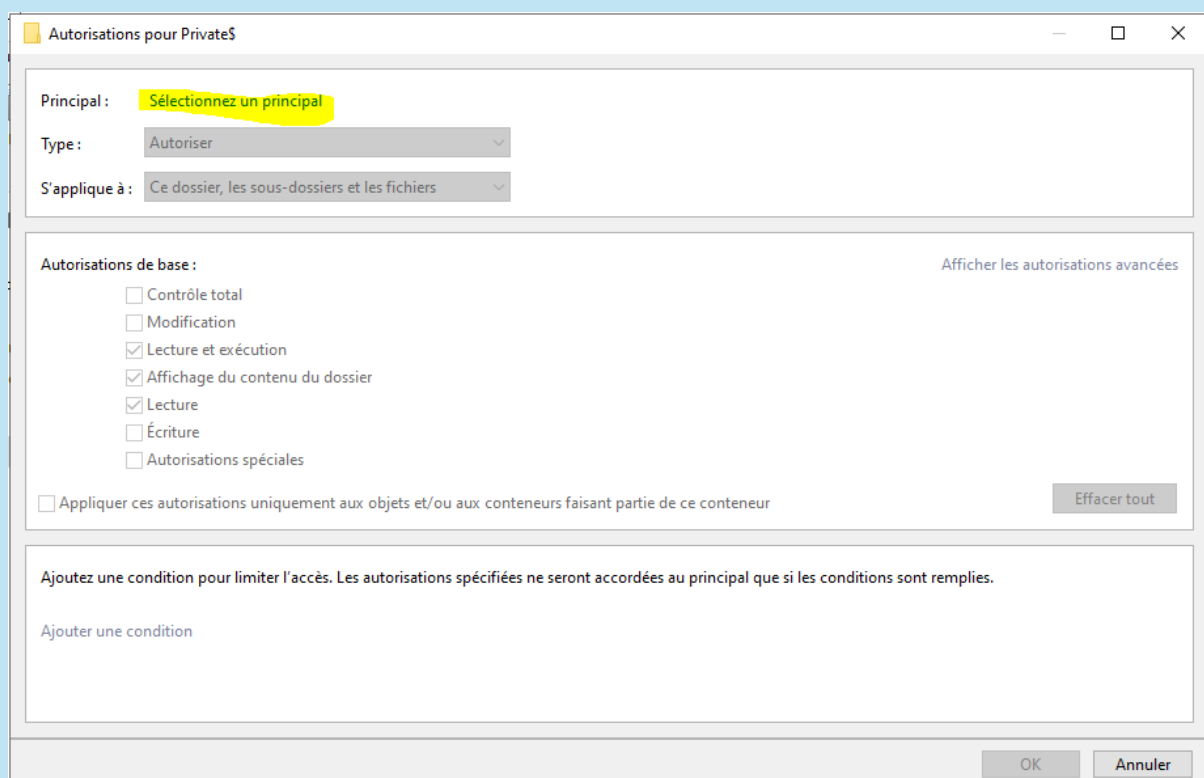 Autorisations pour Private$
Principal : Sélectionnez un principal
Type : Autoriser
S'applique à : Ce dossier, les sous-dossiers et les fichiers
Autorisations de base : Afficher les autorisations avancées
Contrôle total
Modification
Lecture et exécution
Affichage du contenu du dossier
Lecture
Écriture
Autorisations spéciales
Appliquer ces autorisations uniquement aux objets et/ou aux conteneurs faisant partie de ce conteneur Effacer tout
Ajoutez une condition pour limiter l'accès. Les autorisations spécifiées ne seront accordées au principal que si les conditions sont remplies.
Ajouter une condition
OK Annuler